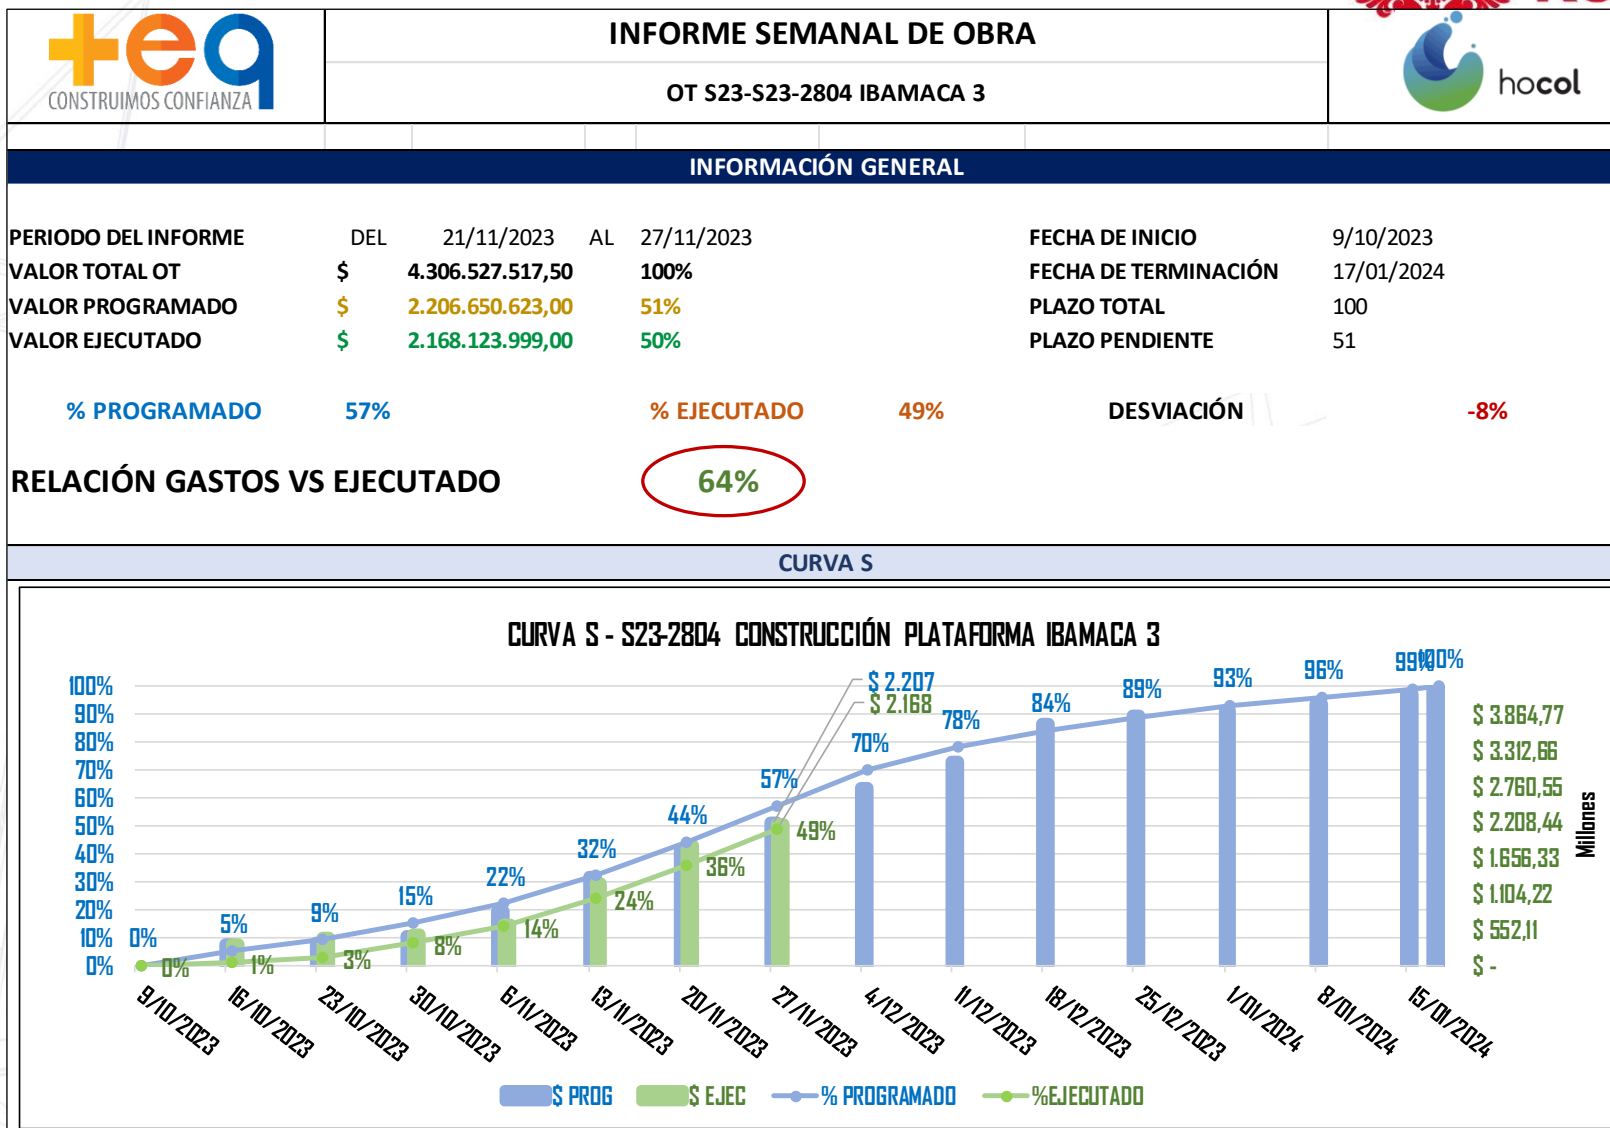 +eq
CONSTRUIMOS CONFIANZA
INFORME SEMANAL DE OBRA
OT S23-S23-2804 IBAMACA 3
hocol
INFORMACIÓN GENERAL
PERIODO DEL INFORME DEL 21/11/2023 AL 27/11/2023 FECHA DE INICIO 9/10/2023
VALOR TOTAL OT $ 4.306.527.517,50 100% FECHA DE TERMINACIÓN 17/01/2024
VALOR PROGRAMADO $ 2.206.650.623,00 51% PLAZO TOTAL 100
VALOR EJECUTADO $ 2.168.123.999,00 50% PLAZO PENDIENTE 51
% PROGRAMADO 57% % EJECUTADO 49% DESVIACIÓN -8%
RELACIÓN GASTOS VS EJECUTADO 64%
CURVA S
CURVA S - S23-2804 CONSTRUCCIÓN PLATAFORMA IBAMACA 3
100%
90%
80%
70%
60%
50%
40%
30%
20%
10%
0%
0% 5% 9% 15% 22% 32% 44% 57% 70% 78% 84% 89% 93% 96% 99% 100%
0% 1% 3% 8% 14% 24% 36% 49%
$ 2.207
$ 2.168
$ 3.864,77
$ 3.312,66
$ 2.760,55
$ 2.208,44
$ 1.656,33
$ 1.104,22
$ 552,11
$ -
Millones
9/10/2023 16/10/2023 23/10/2023 30/10/2023 6/11/2023 13/11/2023 20/11/2023 27/11/2023 4/12/2023 11/12/2023 18/12/2023 25/12/2023 1/01/2024 8/01/2024 15/01/2024
$ PROG $ EJEC % PROGRAMADO %EJECUTADO